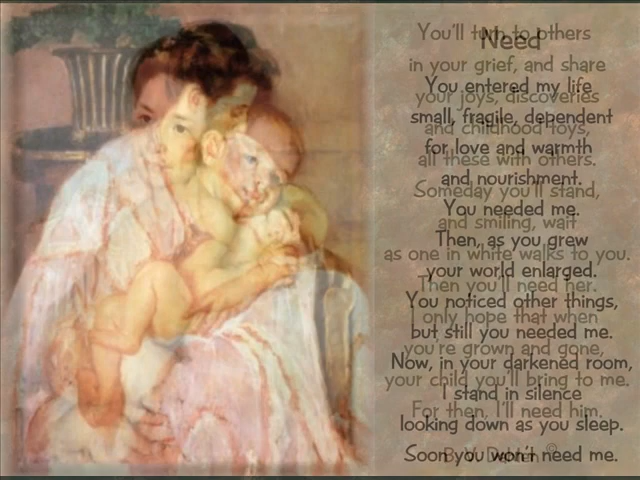 Need
You entered my life
small, fragile, dependent
for love and warmth
and nourishment.
You needed me.
Then, as you grew
your world enlarged.
You noticed other things,
but still you needed me.
Now, in your darkened room,
I stand in silence
looking down as you sleep.
Soon you won't need me.
You'll turn to others
in your grief, and share
your joys, discoveries
and childhood toys,
all these with others.
Someday you'll stand,
and smiling, wait
as one in white walks to you.
Then you'll need her.
I only hope that when
you're grown and gone,
your child you'll bring to me.
For then, I'll need him.